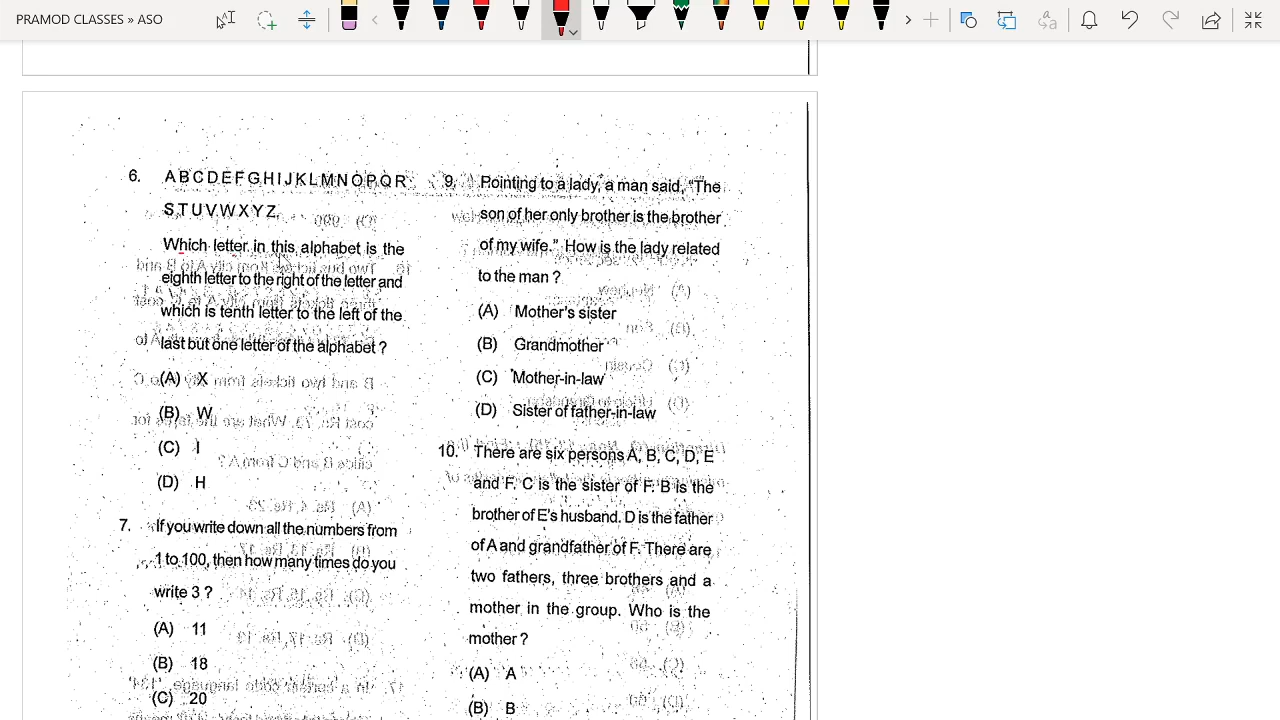 PRAMOD CLASSES » ASO
6. A B C D E F G H I J K L M N O P Q R
S T U V W X Y Z
Which letter in this alphabet is the
eighth letter to the right of the letter and
which is tenth letter to the left of the
last but one letter of the alphabet ?
(A) X
(B) W
(C) I
(D) H
7. If you write down all the numbers from
1 to 100, then how many times do you
write 3 ?
(A) 11
(B) 18
(C) 20
9. Pointing to a lady, a man said, "The
son of her only brother is the brother
of my wife." How is the lady related
to the man ?
(A) Mother's sister
(B) Grandmother
(C) Mother-in-law
(D) Sister of father-in-law
10. There are six persons A, B, C, D, E
and F. C is the sister of F. B is the
brother of E's husband. D is the father
of A and grandfather of F. There are
two fathers, three brothers and a
mother in the group. Who is the
mother ?
(A) A
(B) B